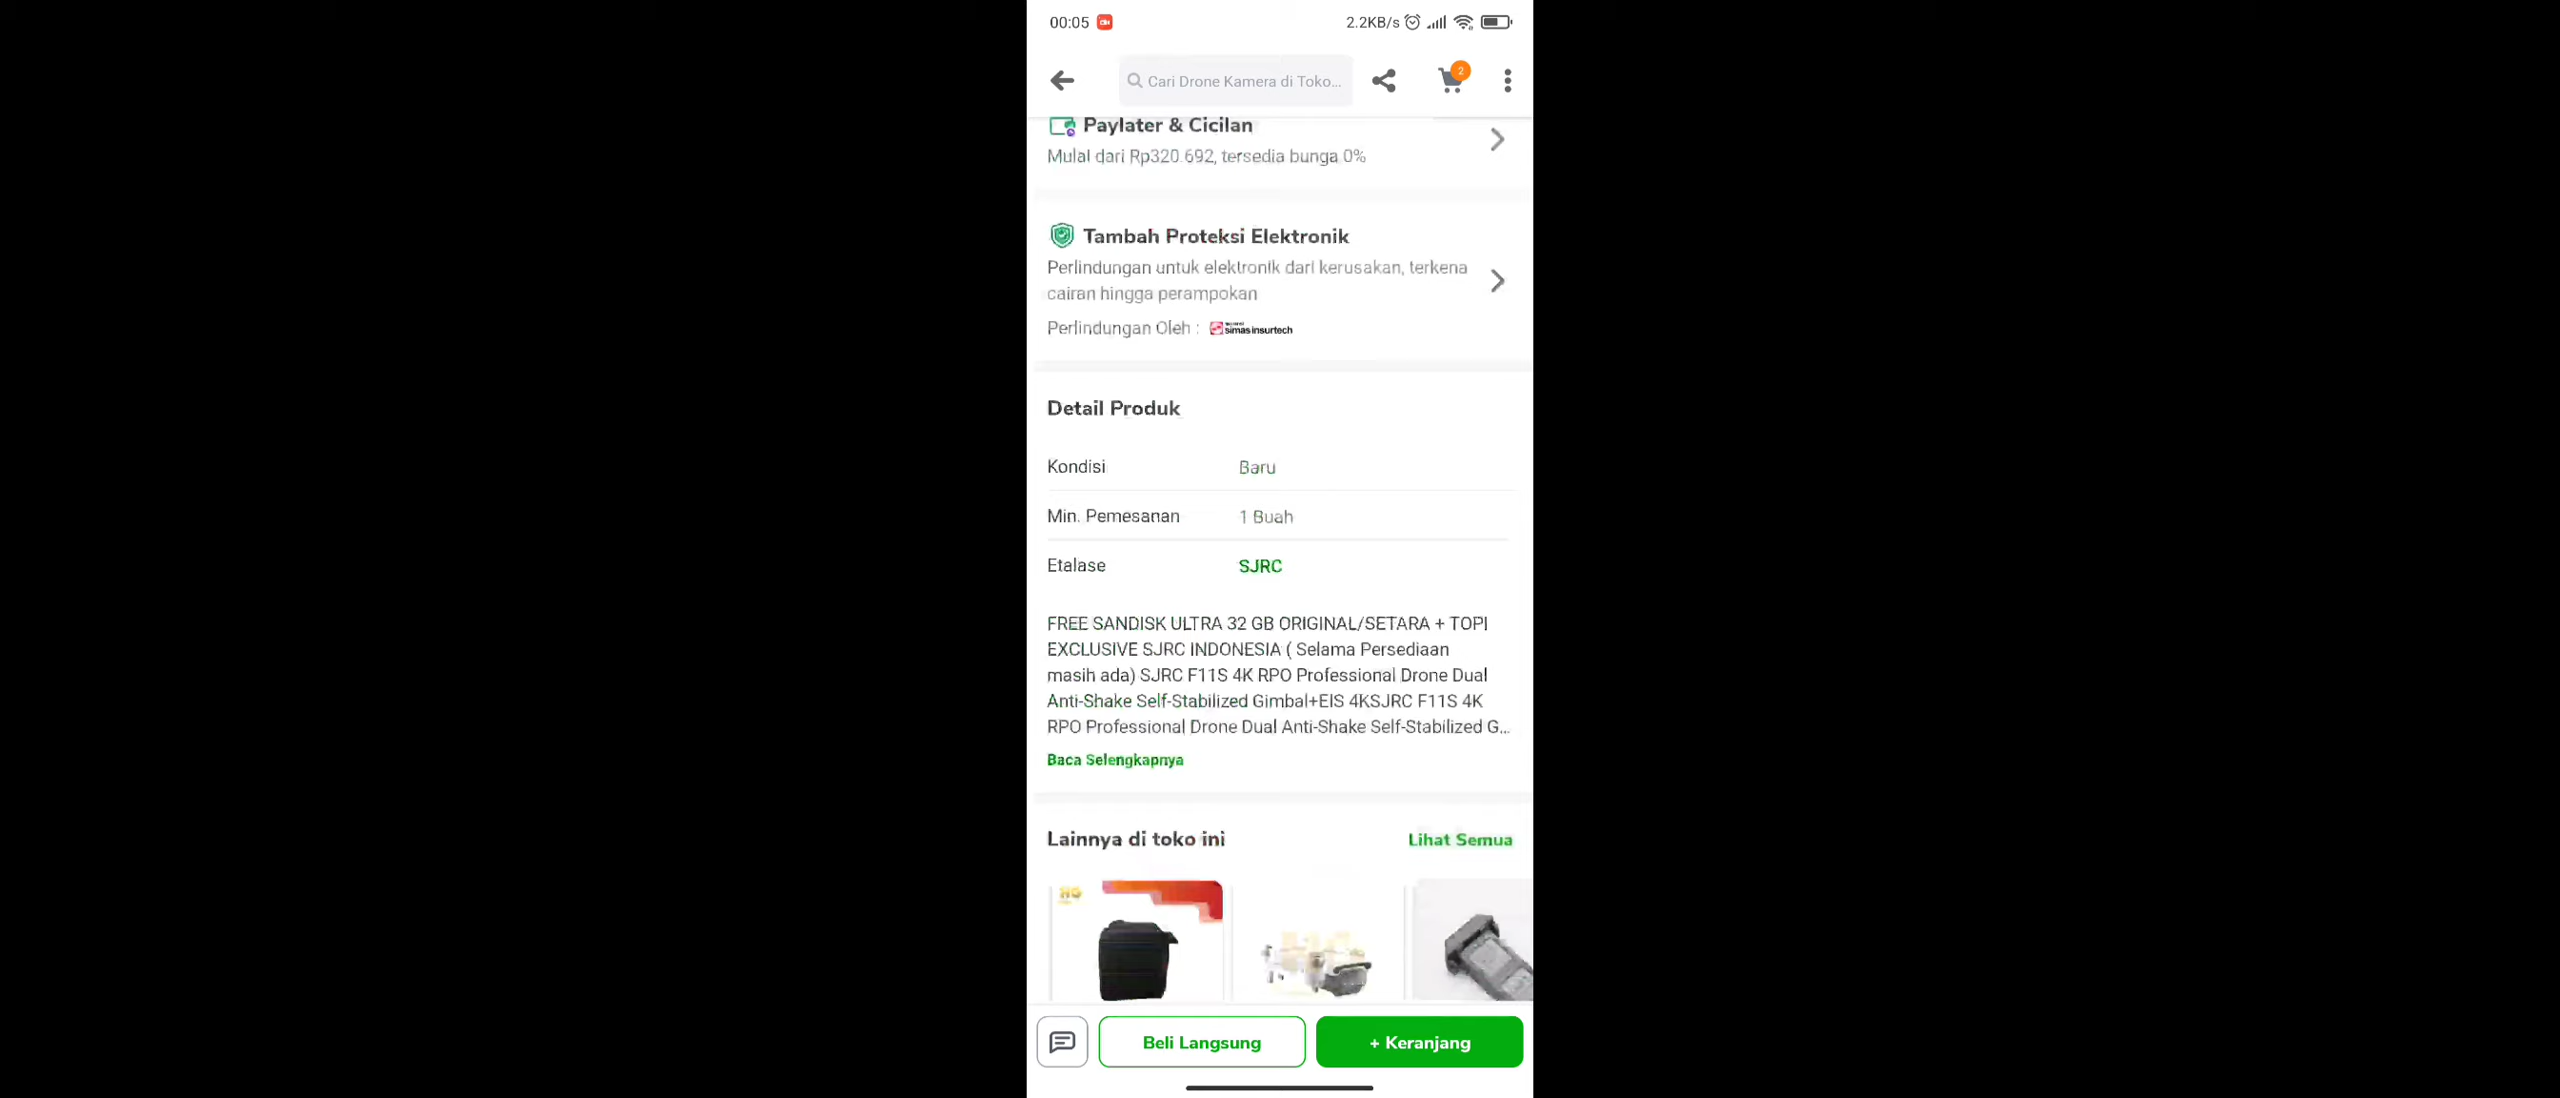 00:05
2.2KB/s
Cari Drone Kamera di Toko...
2
Paylater & Cicilan
Mulai dari Rp320.692, tersedia bunga 0%
Tambah Proteksi Elektronik
Perlindungan untuk elektronik dari kerusakan, terkena
cairan hingga perampokan
Perlindungan Oleh : simasinsurtech
Detail Produk
Kondisi Baru
Min. Pemesanan 1 Buah
Etalase SJRC
FREE SANDISK ULTRA 32 GB ORIGINAL/SETARA + TOPI
EXCLUSIVE SJRC INDONESIA ( Selama Persediaan
masih ada) SJRC F11S 4K RPO Professional Drone Dual
Anti-Shake Self-Stabilized Gimbal+EIS 4KSJRC F11S 4K
RPO Professional Drone Dual Anti-Shake Self-Stabilized G...
Baca Selengkapnya
Lainnya di toko ini Lihat Semua
Beli Langsung
+ Keranjang